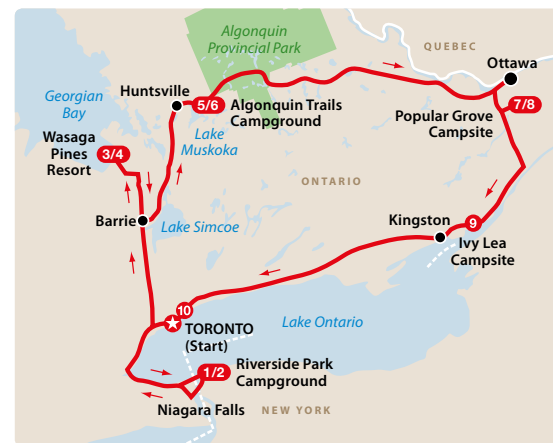 Algonquin
Provincial Park
QUEBEC
Ottawa
Georgian
Bay
Huntsville
5/6
Algonquin Trails
Campground
7/8
Popular Grove
Campsite
Lake
Muskoka
Wasaga
Pines
Resort
3/4
ONTARIO
Barrie
Lake Simcoe
Kingston
9
Ivy Lea
Campsite
10
TORONTO
(Start)
Lake Ontario
Riverside Park
Campground
1/2
Niagara Falls
NEW YORK